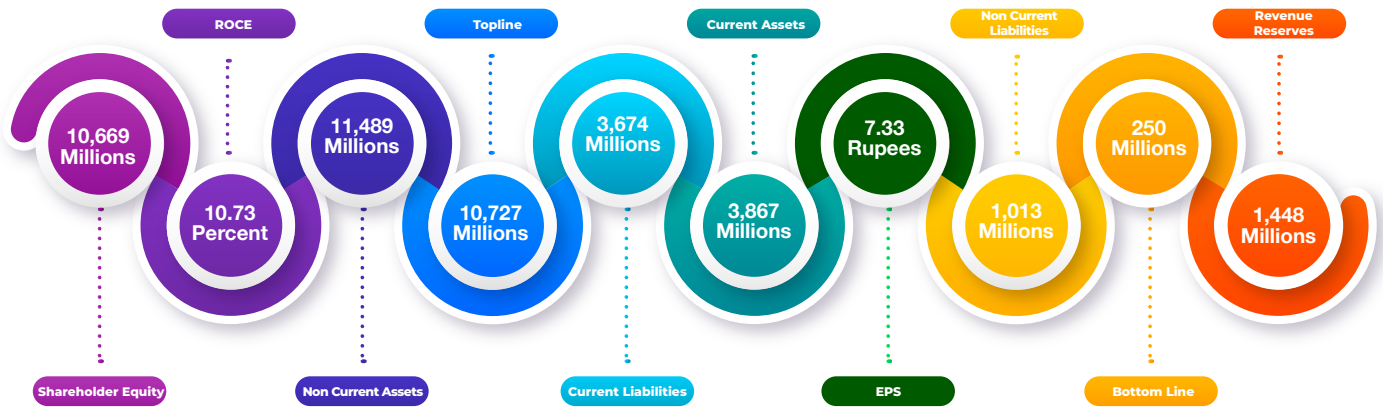 ROCE
Topline
Current Assets
Non Current
Liabilities
Revenue
Reserves
10,669
Millions
10.73
Percent
11,489
Millions
10,727
Millions
3,674
Millions
3,867
Millions
7.33
Rupees
1,013
Millions
250
Millions
1,448
Millions
Shareholder Equity
Non Current Assets
Current Liabilities
EPS
Bottom Line